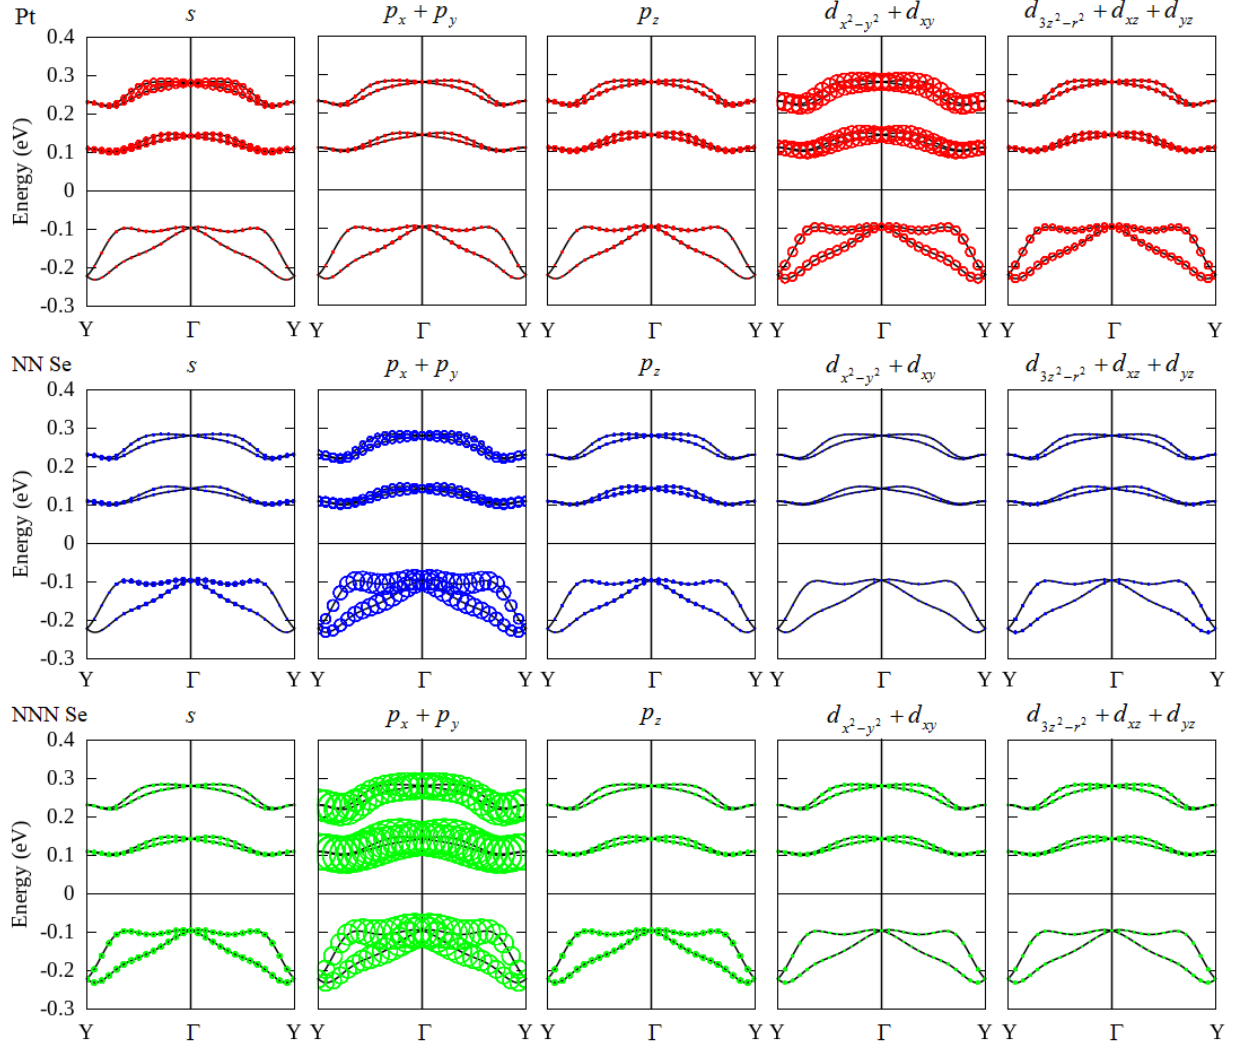 Pt s p_x + p_y p_z d_{x²−y²} + d_{xy} d_{3z²−r²} + d_{xz} + d_{yz}
0.4
0.3
0.2
0.1
0
-0.1
-0.2
-0.3
Energy (eV)
Y Γ Y Y Γ Y Y Γ Y Y Γ Y Y Γ Y
NN Se s p_x + p_y p_z d_{x²−y²} + d_{xy} d_{3z²−r²} + d_{xz} + d_{yz}
0.4
0.3
0.2
0.1
0
-0.1
-0.2
-0.3
Energy (eV)
Y Γ Y Y Γ Y Y Γ Y Y Γ Y Y Γ Y
NNN Se s p_x + p_y p_z d_{x²−y²} + d_{xy} d_{3z²−r²} + d_{xz} + d_{yz}
0.4
0.3
0.2
0.1
0
-0.1
-0.2
-0.3
Energy (eV)
Y Γ Y Y Γ Y Y Γ Y Y Γ Y Y Γ Y